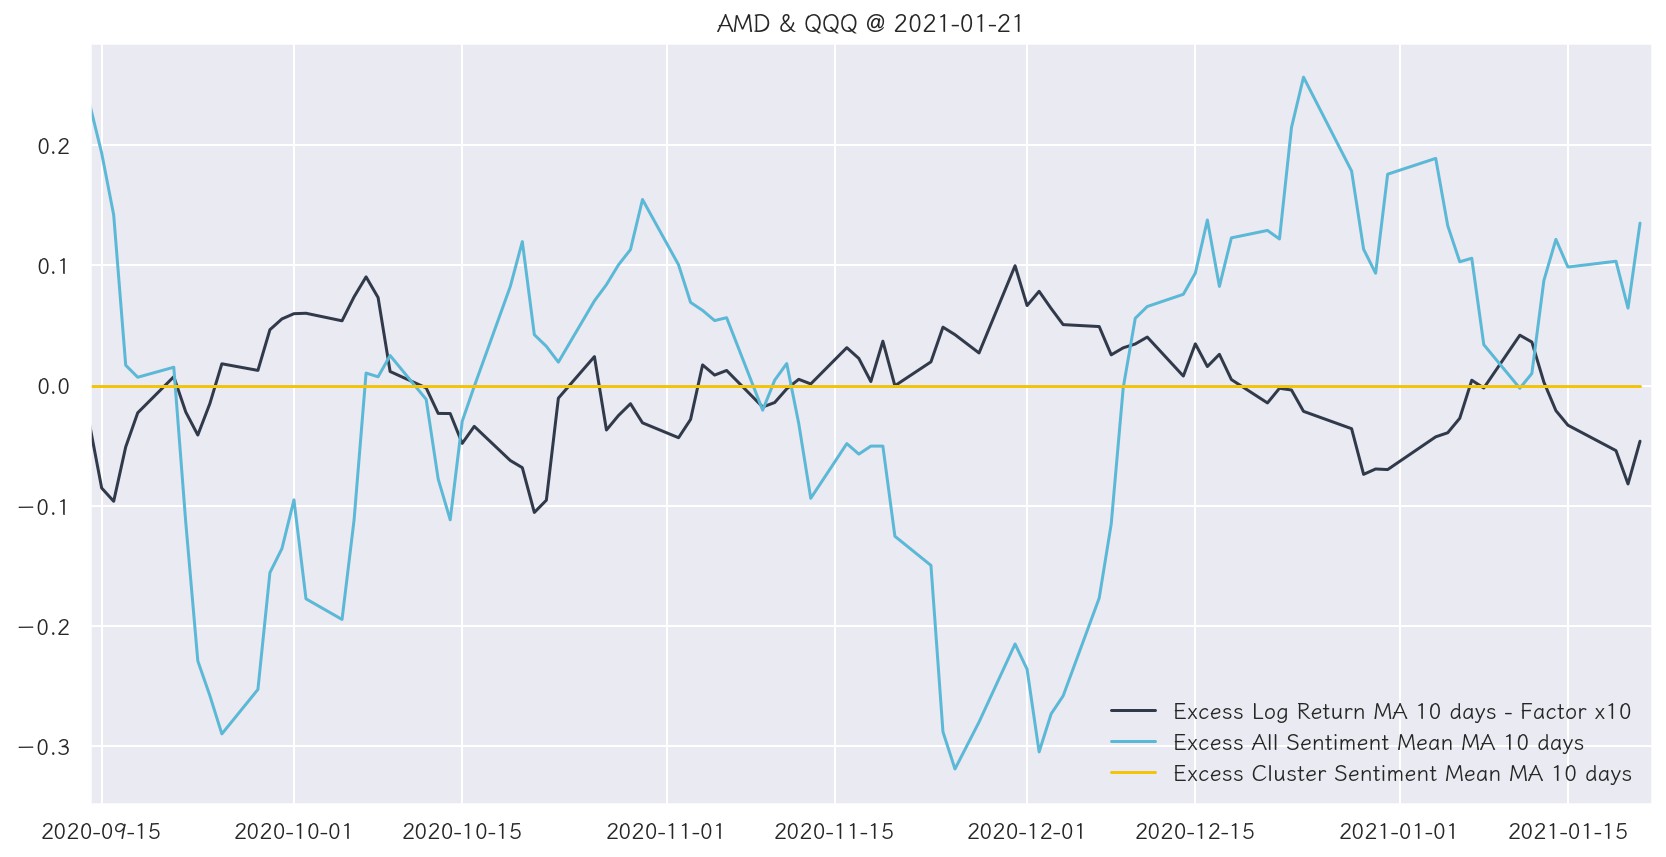 AMD & QQQ @ 2021-01-21
0.2
0.1
0.0
−0.1
−0.2
−0.3
Excess Log Return MA 10 days - Factor x10
Excess All Sentiment Mean MA 10 days
Excess Cluster Sentiment Mean MA 10 days
2020-09-15 2020-10-01 2020-10-15 2020-11-01 2020-11-15 2020-12-01 2020-12-15 2021-01-01 2021-01-15